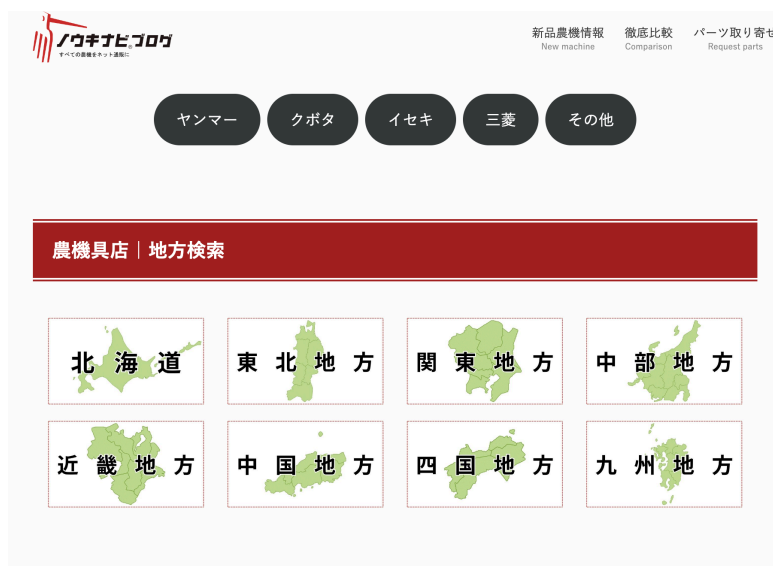 ノウキナビブログ
すべての農機をネット通販に
新品農機情報 徹底比較 パーツ取り寄せ
New machine Comparison Request parts
ヤンマー クボタ イセキ 三菱 その他
農機具店｜地方検索
北海道 東北地方 関東地方 中部地方
近畿地方 中国地方 四国地方 九州地方